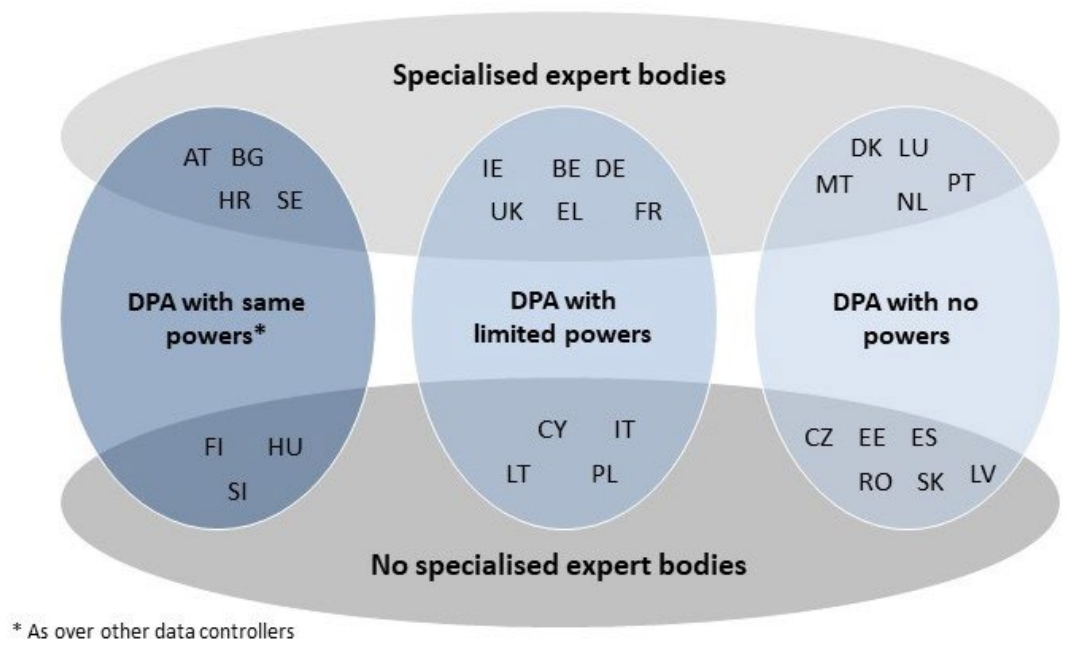 Specialised expert bodies
AT BG
HR SE
IE BE DE
UK EL FR
DK LU
MT PT
NL
DPA with same
powers*
DPA with
limited powers
DPA with no
powers
FI HU
SI
CY IT
LT PL
CZ EE ES
RO SK LV
No specialised expert bodies
* As over other data controllers